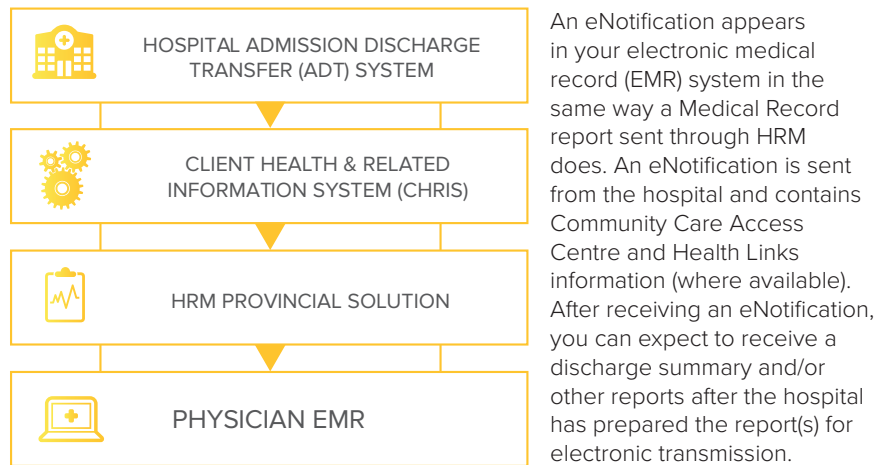 HOSPITAL ADMISSION DISCHARGE
TRANSFER (ADT) SYSTEM
CLIENT HEALTH & RELATED
INFORMATION SYSTEM (CHRIS)
HRM PROVINCIAL SOLUTION
PHYSICIAN EMR
An eNotification appears
in your electronic medical
record (EMR) system in the
same way a Medical Record
report sent through HRM
does. An eNotification is sent
from the hospital and contains
Community Care Access
Centre and Health Links
information (where available).
After receiving an eNotification,
you can expect to receive a
discharge summary and/or
other reports after the hospital
has prepared the report(s) for
electronic transmission.